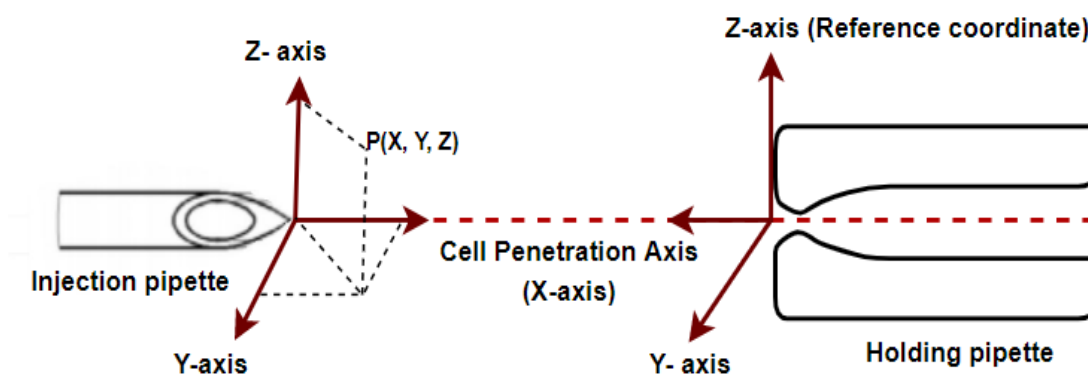 Z-axis (Reference coordinate)
Z- axis
P(X, Y, Z)
Cell Penetration Axis
(X-axis)
Injection pipette
Y-axis
Y- axis
Holding pipette